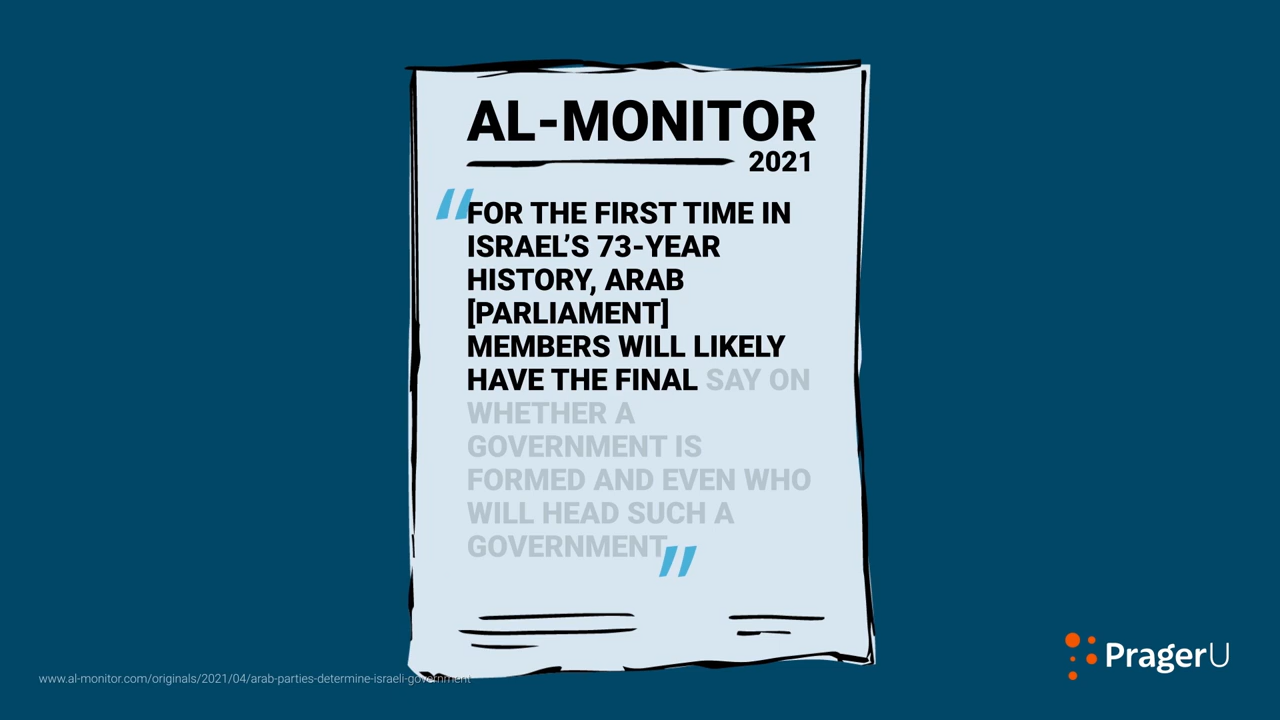 AL-MONITOR
2021
“FOR THE FIRST TIME IN
ISRAEL’S 73-YEAR
HISTORY, ARAB
[PARLIAMENT]
MEMBERS WILL LIKELY
HAVE THE FINAL SAY ON
WHETHER A
GOVERNMENT IS
FORMED AND EVEN WHO
WILL HEAD SUCH A
GOVERNMENT”
www.al-monitor.com/originals/2021/04/arab-parties-determine-israeli-government
PragerU